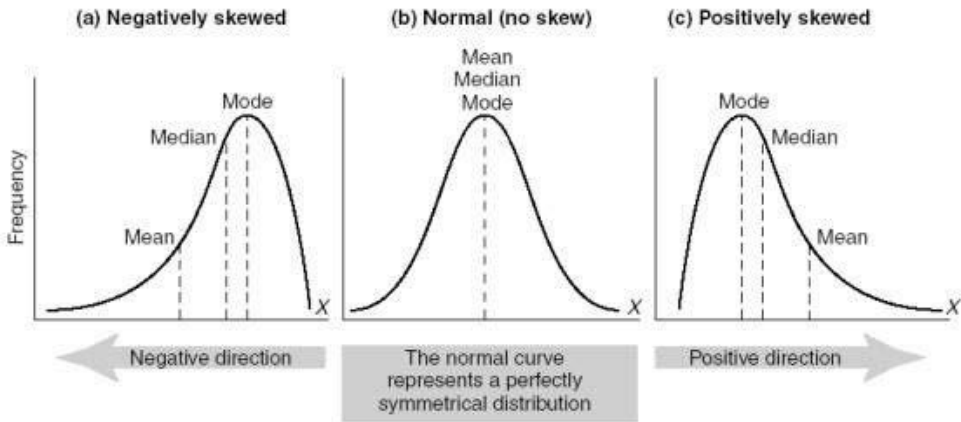 (a) Negatively skewed
(b) Normal (no skew)
(c) Positively skewed
Frequency
Mean
Median
Mode
X
Mean
Median
Mode
X
Mode
Median
Mean
X
Negative direction
The normal curve
represents a perfectly
symmetrical distribution
Positive direction